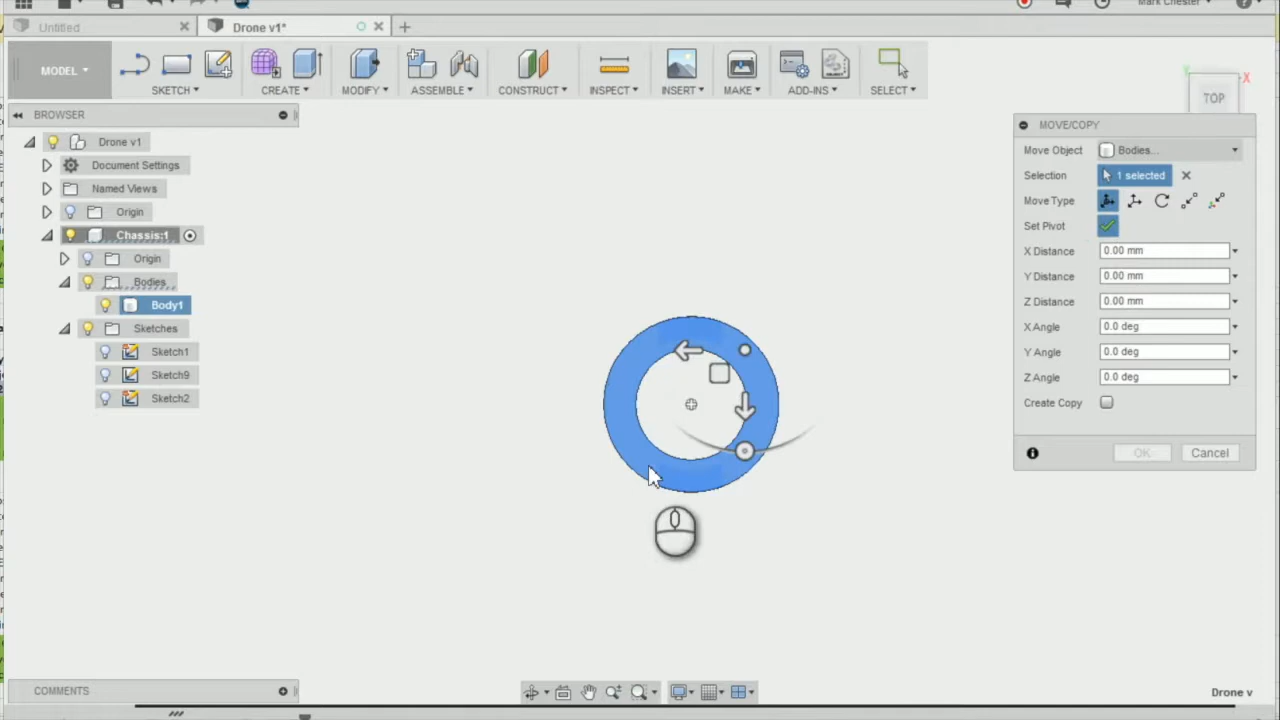 Mark Chester
Untitled
Drone v1*
MODEL
SKETCH
CREATE
MODIFY
ASSEMBLE
CONSTRUCT
INSPECT
INSERT
MAKE
ADD-INS
SELECT
TOP
X
Y
BROWSER
Drone v1
Document Settings
Named Views
Origin
Chassis:1
Origin
Bodies
Body1
Sketches
Sketch1
Sketch9
Sketch2
MOVE/COPY
Move Object Bodies...
Selection 1 selected
Move Type
Set Pivot
X Distance 0.00 mm
Y Distance 0.00 mm
Z Distance 0.00 mm
X Angle 0.0 deg
Y Angle 0.0 deg
Z Angle 0.0 deg
Create Copy
OK Cancel
COMMENTS
Drone v